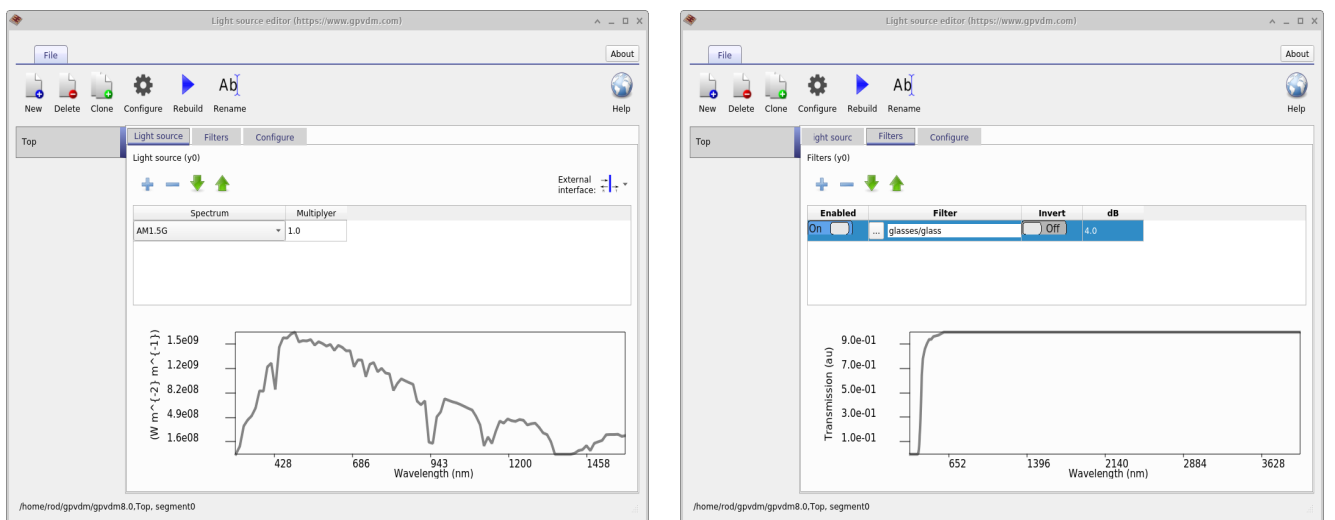 Light source editor (https://www.gpvdm.com)
File
About
New Delete Clone Configure Rebuild Rename Help
Ab
Top
Light source Filters Configure
Light source (y0)
External
interface:
Spectrum Multiplyer
AM1.5G 1.0
(W m^{-2} m^{-1})
1.5e09
1.2e09
8.2e08
4.9e08
1.6e08
428 686 943 1200 1458
Wavelength (nm)
/home/rod/gpvdm/gpvdm8.0,Top, segment0
Light source editor (https://www.gpvdm.com)
File
About
New Delete Clone Configure Rebuild Rename Help
Ab
Top
ight sourc Filters Configure
Filters (y0)
Enabled Filter Invert dB
On ... glasses/glass Off 4.0
Transmission (au)
9.0e-01
7.0e-01
5.0e-01
3.0e-01
1.0e-01
652 1396 2140 2884 3628
Wavelength (nm)
/home/rod/gpvdm/gpvdm8.0,Top, segment0